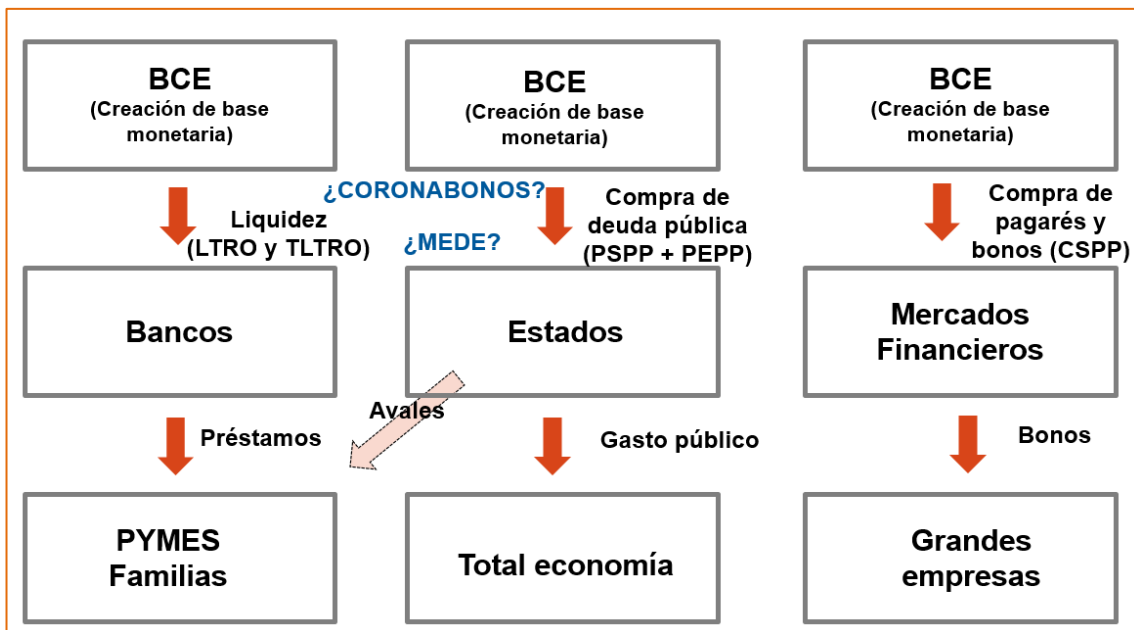 BCE
(Creación de base
monetaria)
BCE
(Creación de base
monetaria)
BCE
(Creación de base
monetaria)
Liquidez
(LTRO y TLTRO)
¿CORONABONOS?
¿MEDE?
Compra de
deuda pública
(PSPP + PEPP)
Compra de
pagarés y
bonos (CSPP)
Bancos
Estados
Mercados
Financieros
Préstamos
Avales
Gasto público
Bonos
PYMES
Familias
Total economía
Grandes
empresas